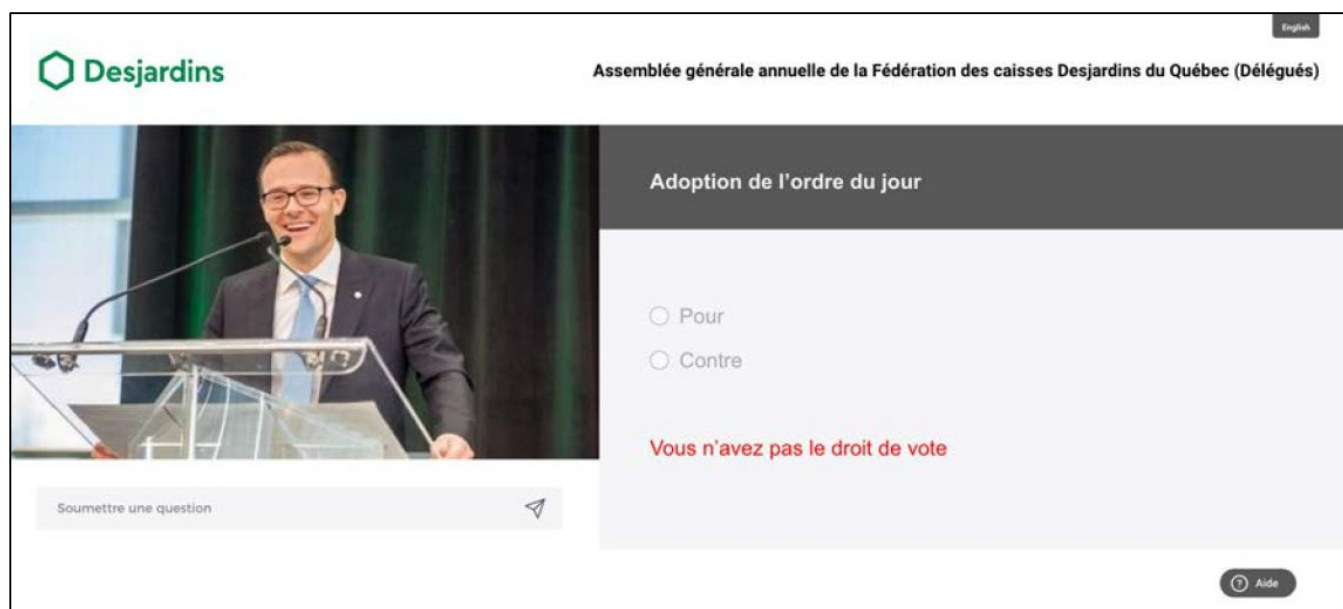 English
Desjardins
Assemblée générale annuelle de la Fédération des caisses Desjardins du Québec (Délégués)
Adoption de l'ordre du jour
Pour
Contre
Vous n'avez pas le droit de vote
Soumettre une question
? Aide